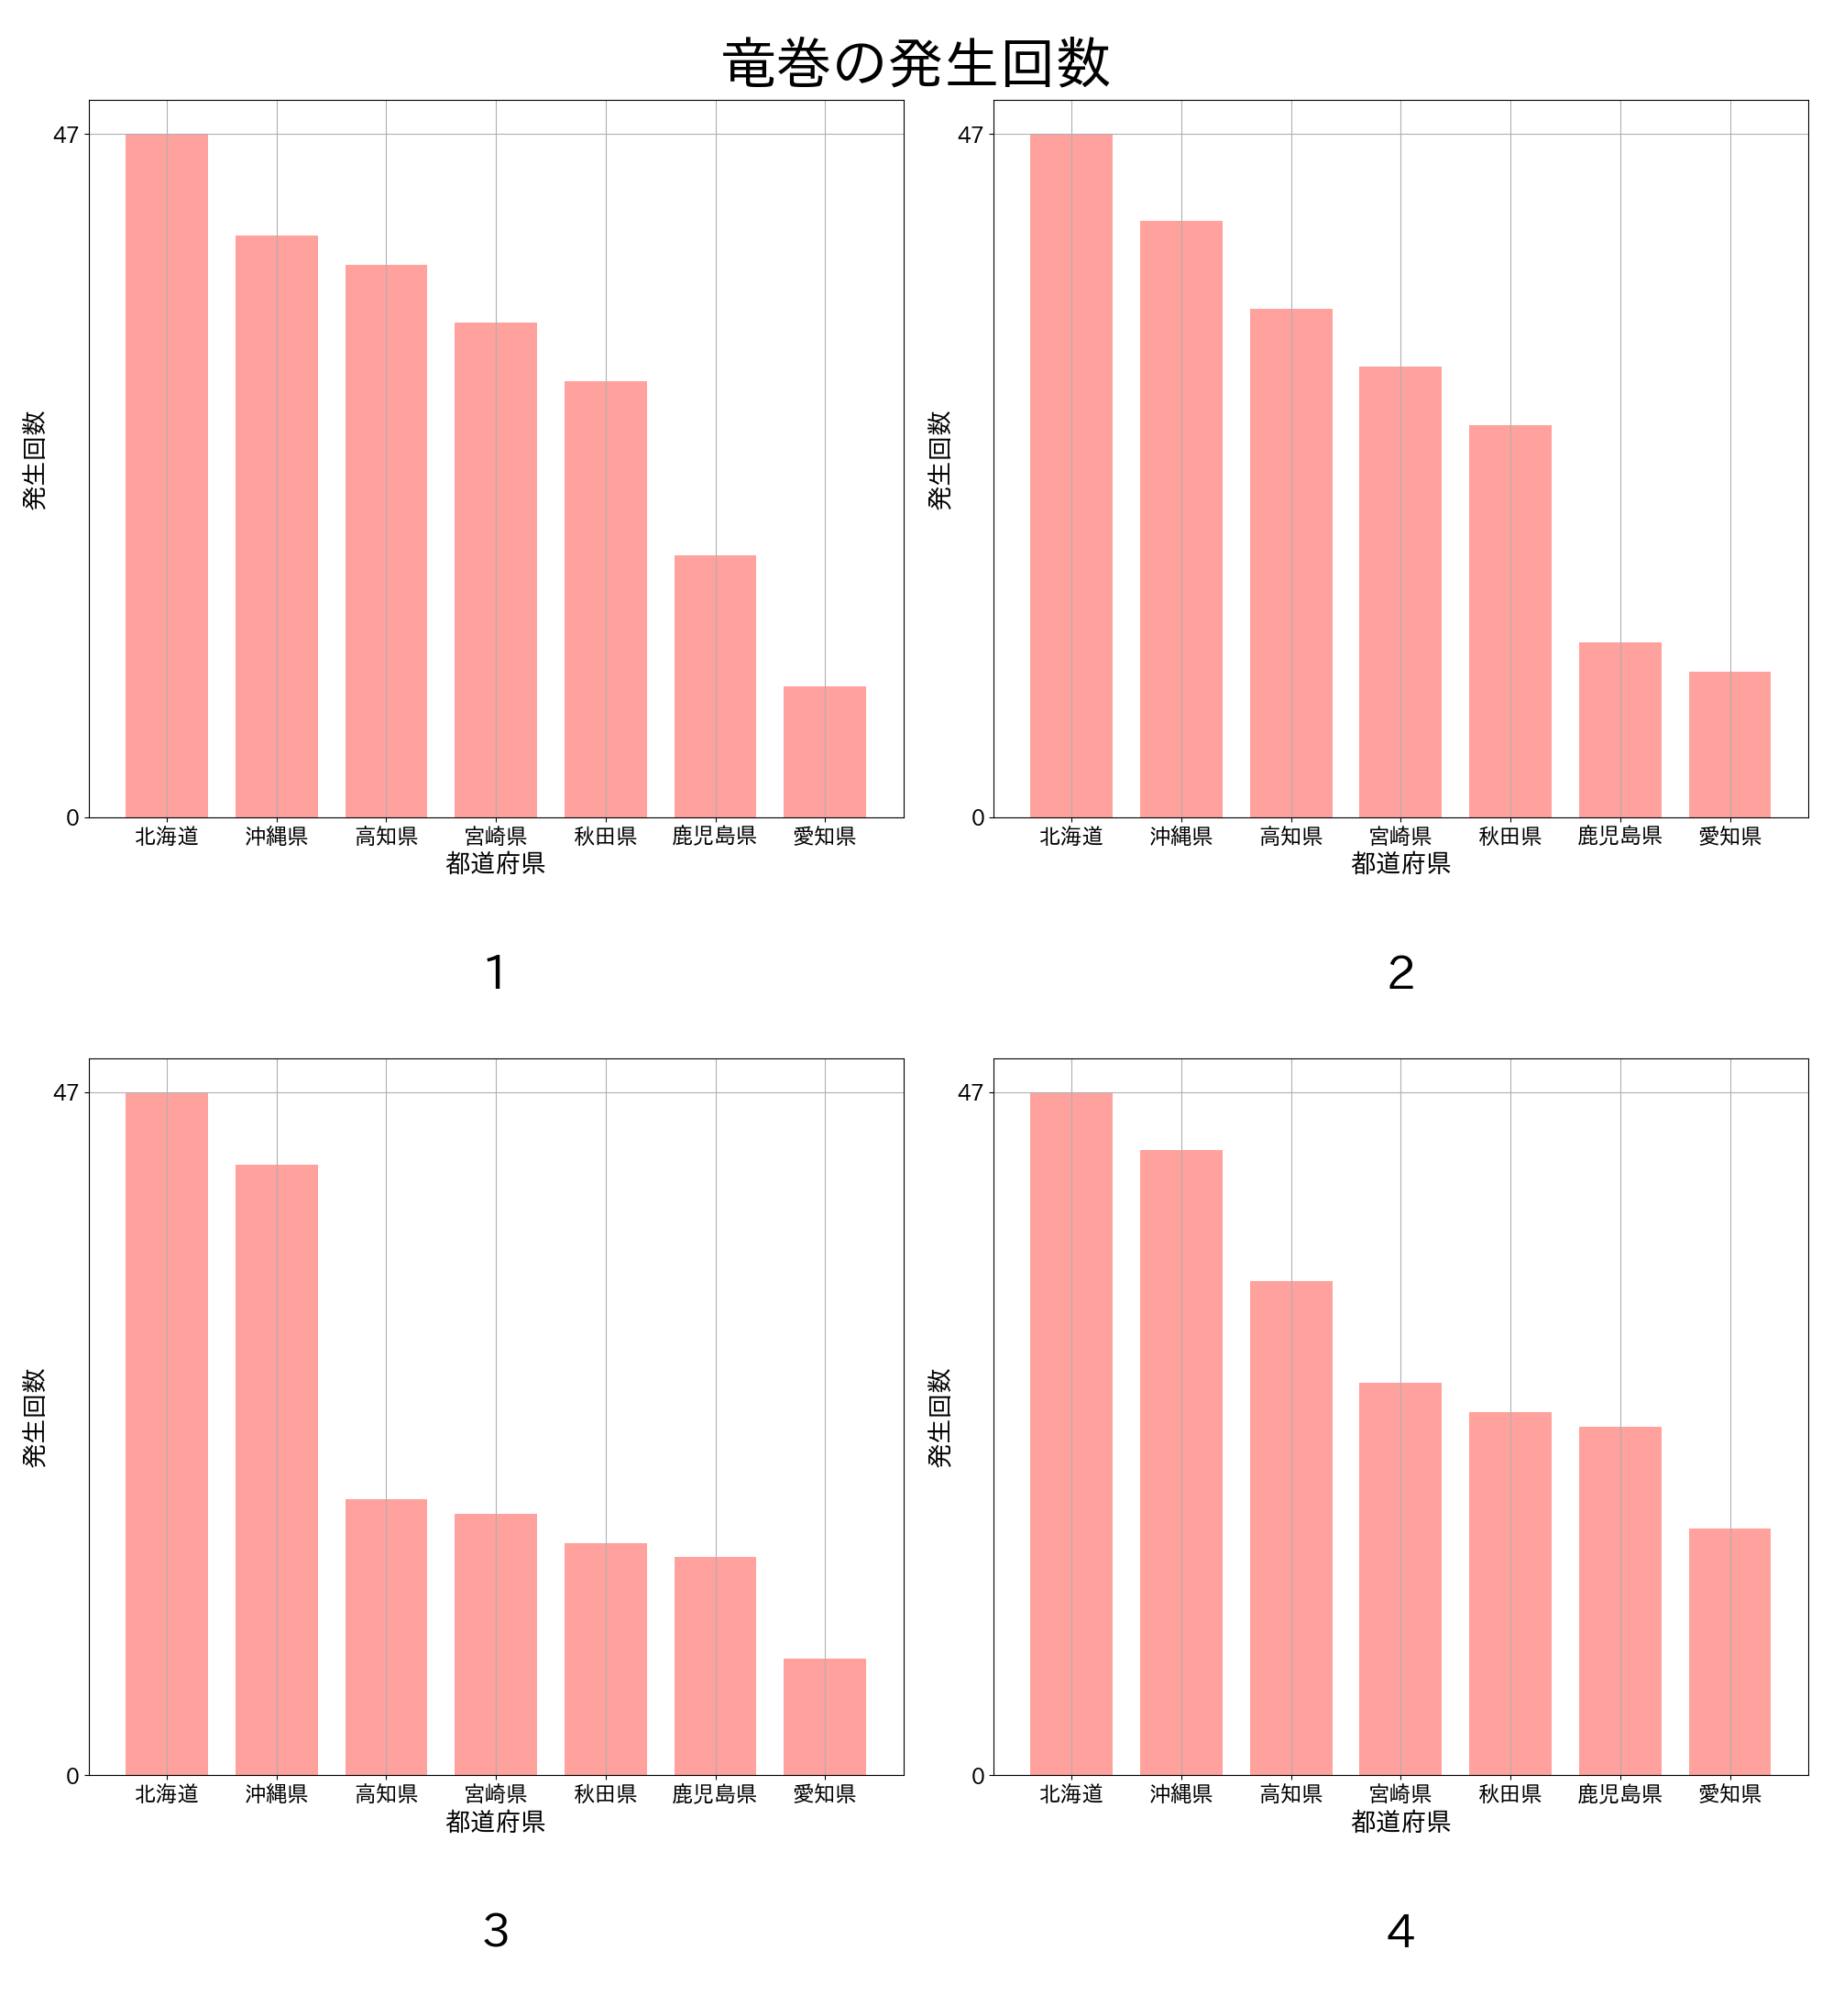 竜巻の発生回数
47
0
発生回数
北海道 沖縄県 高知県 宮崎県 秋田県 鹿児島県 愛知県
都道府県
1
47
0
発生回数
北海道 沖縄県 高知県 宮崎県 秋田県 鹿児島県 愛知県
都道府県
2
47
0
発生回数
北海道 沖縄県 高知県 宮崎県 秋田県 鹿児島県 愛知県
都道府県
3
47
0
発生回数
北海道 沖縄県 高知県 宮崎県 秋田県 鹿児島県 愛知県
都道府県
4